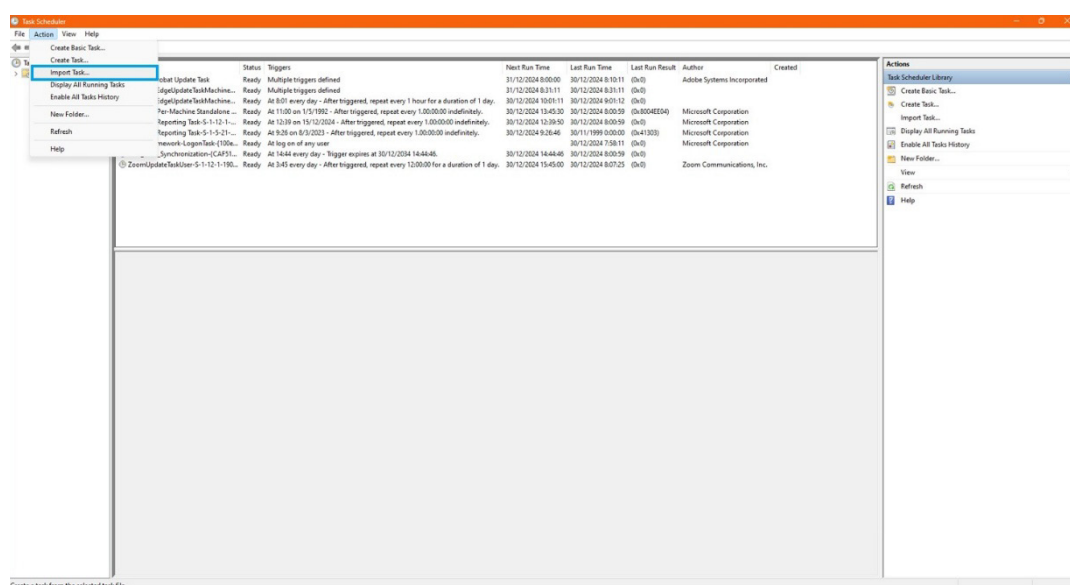 Task Scheduler
File Action View Help
Create Basic Task...
Create Task...
Import Task...
Display All Running Tasks
Enable All Tasks History
New Folder...
Refresh
Help
Status Triggers Next Run Time Last Run Time Last Run Result Author Created
obat Update Task Ready Multiple triggers defined 31/12/2024 8:00:00 30/12/2024 8:10:11 (0x0) Adobe Systems Incorporated
EdgeUpdateTaskMachine... Ready Multiple triggers defined 31/12/2024 8:31:11 30/12/2024 8:31:11 (0x0)
EdgeUpdateTaskMachine... Ready At 8:01 every day - After triggered, repeat every 1 hour for a duration of 1 day. 30/12/2024 10:01:11 30/12/2024 9:01:12 (0x0)
Per-Machine Standalone ... Ready At 11:00 on 1/5/1992 - After triggered, repeat every 1.00:00:00 indefinitely. 30/12/2024 13:45:30 30/12/2024 8:00:59 (0x8004EE04) Microsoft Corporation
Reporting Task-S-1-12-1-... Ready At 12:39 on 15/12/2024 - After triggered, repeat every 1.00:00:00 indefinitely. 30/12/2024 12:39:50 30/12/2024 8:00:59 (0x0) Microsoft Corporation
Reporting Task-S-1-5-21-... Ready At 9:26 on 8/3/2023 - After triggered, repeat every 1.00:00:00 indefinitely. 30/12/2024 9:26:46 30/11/1999 0:00:00 (0x41303) Microsoft Corporation
nework-LogonTask-{100e... Ready At log on of any user 30/12/2024 7:58:11 (0x0) Microsoft Corporation
_Synchronization-{CAF51... Ready At 14:44 every day - Trigger expires at 30/12/2034 14:44:46. 30/12/2024 14:44:46 30/12/2024 8:00:59 (0x0)
ZoomUpdateTaskUser-S-1-12-1-190... Ready At 3:45 every day - After triggered, repeat every 12:00:00 for a duration of 1 day. 30/12/2024 15:45:00 30/12/2024 8:07:25 (0x0) Zoom Communications, Inc.
Actions
Task Scheduler Library
Create Basic Task...
Create Task...
Import Task...
Display All Running Tasks
Enable All Tasks History
New Folder...
View
Refresh
Help